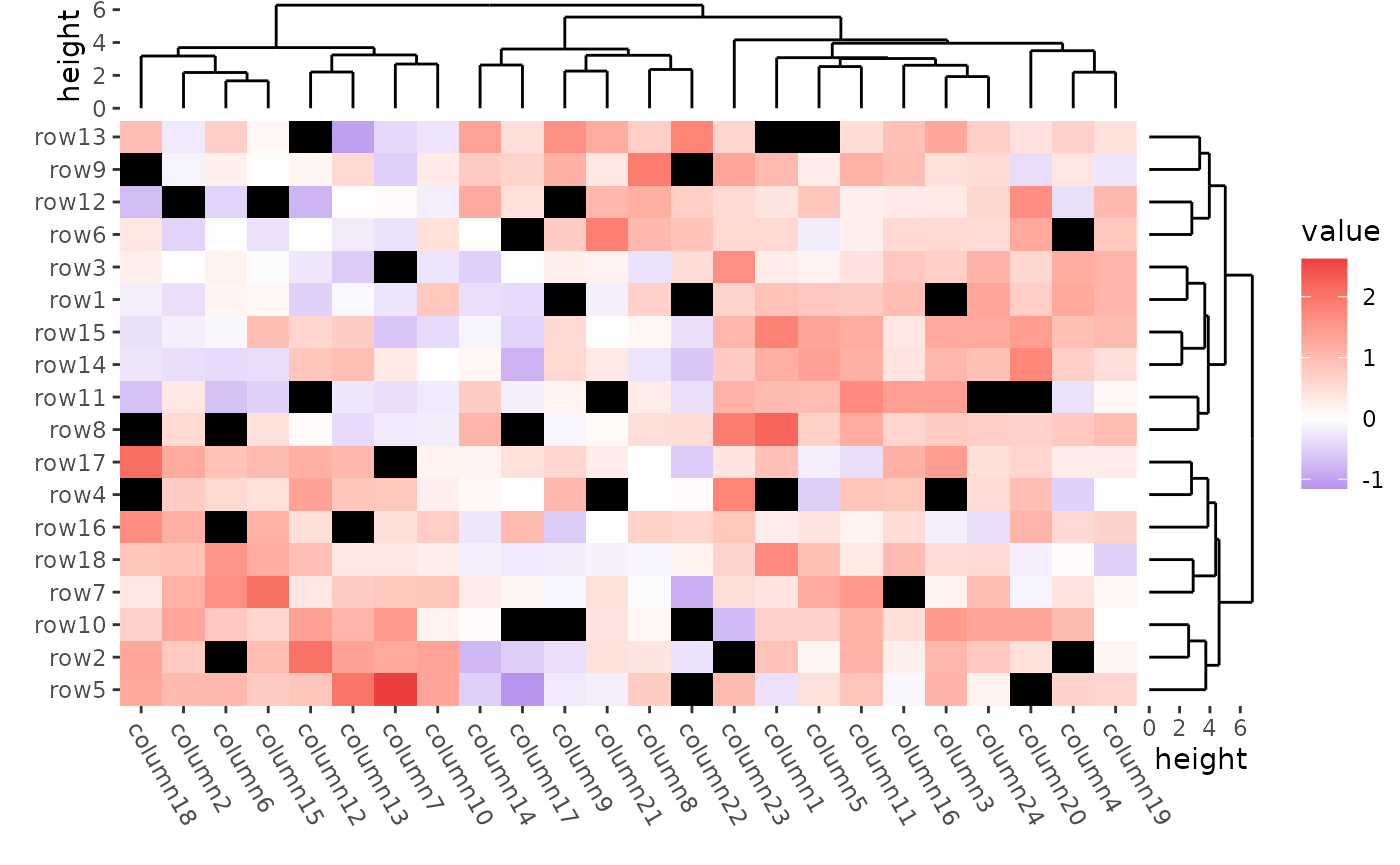 height
6
4
2
0
row13
row9
row12
row6
row3
row1
row15
row14
row11
row8
row17
row4
row16
row18
row7
row10
row2
row5
column18
column2
column6
column15
column12
column13
column7
column10
column14
column17
column9
column21
column8
column22
column23
column1
column5
column11
column16
column3
column24
column20
column4
column19
0 2 4 6
height
value
2
1
0
-1